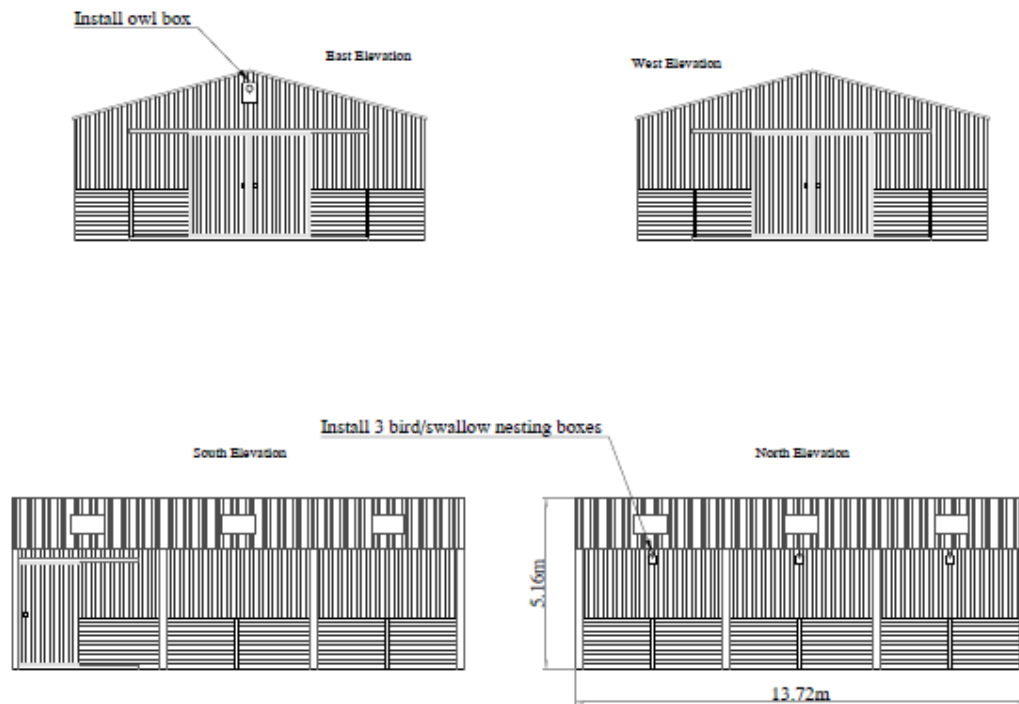 Install owl box
East Elevation
West Elevation
Install 3 bird/swallow nesting boxes
South Elevation
North Elevation
5.16m
13.72m